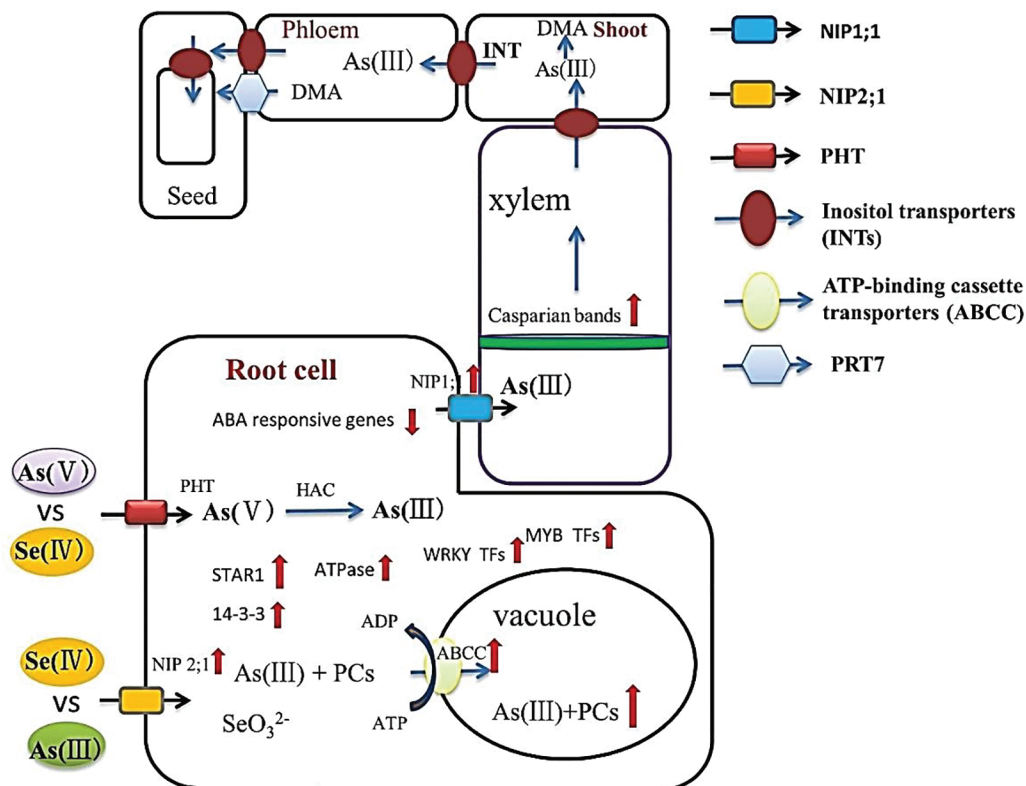 Phloem
As(Ⅲ)
DMA
Seed
INT
DMA Shoot
As(Ⅲ)
xylem
Casparian bands
NIP1;1
As(Ⅲ)
Root cell
ABA responsive genes
As(Ⅴ)
VS
Se(Ⅳ)
PHT
As(Ⅴ)
HAC
As(Ⅲ)
STAR1
ATPase
WRKY TFs
MYB TFs
14-3-3
Se(Ⅳ)
VS
As(Ⅲ)
NIP 2;1
As(Ⅲ) + PCs
SeO₃²⁻
ADP
ATP
ABCC
vacuole
As(Ⅲ)+PCs
NIP1;1
NIP2;1
PHT
Inositol transporters
(INTs)
ATP-binding cassette
transporters (ABCC)
PRT7